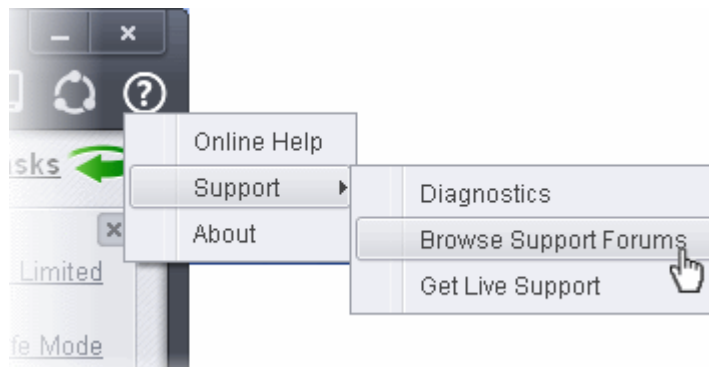 ?
Online Help
sks
Support
Diagnostics
About
Browse Support Forums
Limited
Get Live Support
fe Mode